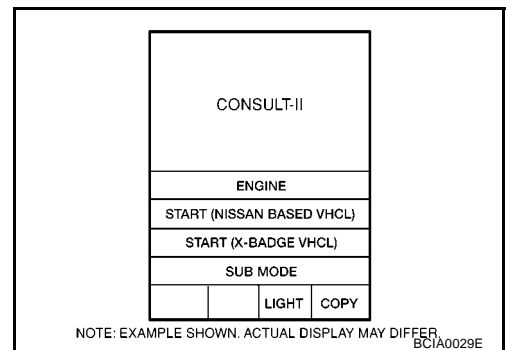 CONSULT-II
ENGINE
START (NISSAN BASED VHCL)
START (X-BADGE VHCL)
SUB MODE
LIGHT COPY
NOTE: EXAMPLE SHOWN. ACTUAL DISPLAY MAY DIFFER.
BCIA0029E